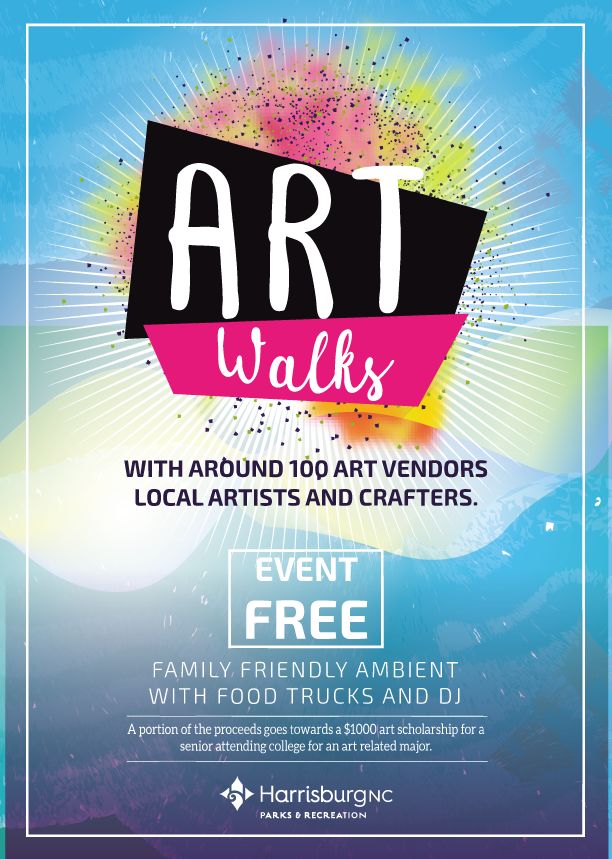 ART
Walks
WITH AROUND 100 ART VENDORS
LOCAL ARTISTS AND CRAFTERS.
EVENT
FREE
FAMILY FRIENDLY AMBIENT
WITH FOOD TRUCKS AND DJ
A portion of the proceeds goes towards a $1000 art scholarship for a
senior attending college for an art related major.
HarrisburgNC
PARKS & RECREATION